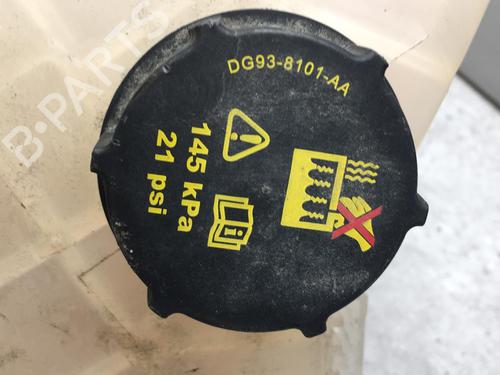 DG93-8101-AA
145 kPa
21 psi
B-PARTS